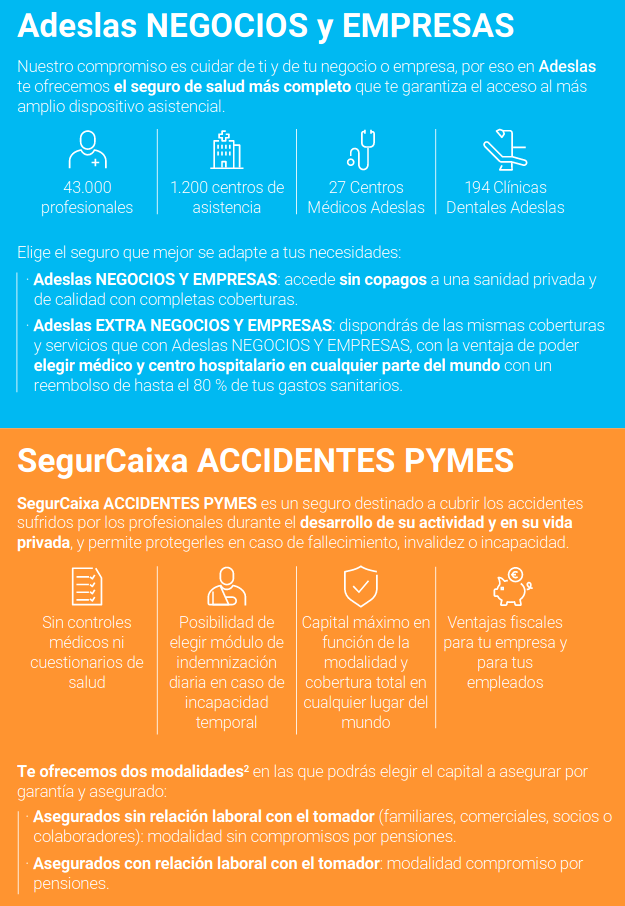 Adeslas NEGOCIOS y EMPRESAS
Nuestro compromiso es cuidar de ti y de tu negocio o empresa, por eso en Adeslas
te ofrecemos el seguro de salud más completo que te garantiza el acceso al más
amplio dispositivo asistencial.
43.000
profesionales
1.200 centros de
asistencia
27 Centros
Médicos Adeslas
194 Clínicas
Dentales Adeslas
Elige el seguro que mejor se adapte a tus necesidades:
· Adeslas NEGOCIOS Y EMPRESAS: accede sin copagos a una sanidad privada y
de calidad con completas coberturas.
· Adeslas EXTRA NEGOCIOS Y EMPRESAS: dispondrás de las mismas coberturas
y servicios que con Adeslas NEGOCIOS Y EMPRESAS, con la ventaja de poder
elegir médico y centro hospitalario en cualquier parte del mundo con un
reembolso de hasta el 80 % de tus gastos sanitarios.
SegurCaixa ACCIDENTES PYMES
SegurCaixa ACCIDENTES PYMES es un seguro destinado a cubrir los accidentes
sufridos por los profesionales durante el desarrollo de su actividad y en su vida
privada, y permite protegerles en caso de fallecimiento, invalidez o incapacidad.
Sin controles
médicos ni
cuestionarios de
salud
Posibilidad de
elegir módulo de
indemnización
diaria en caso de
incapacidad
temporal
Capital máximo en
función de la
modalidad y
cobertura total en
cualquier lugar del
mundo
€
Ventajas fiscales
para tu empresa y
para tus
empleados
Te ofrecemos dos modalidades² en las que podrás elegir el capital a asegurar por
garantía y asegurado:
· Asegurados sin relación laboral con el tomador (familiares, comerciales, socios o
colaboradores): modalidad sin compromisos por pensiones.
· Asegurados con relación laboral con el tomador: modalidad compromiso por
pensiones.